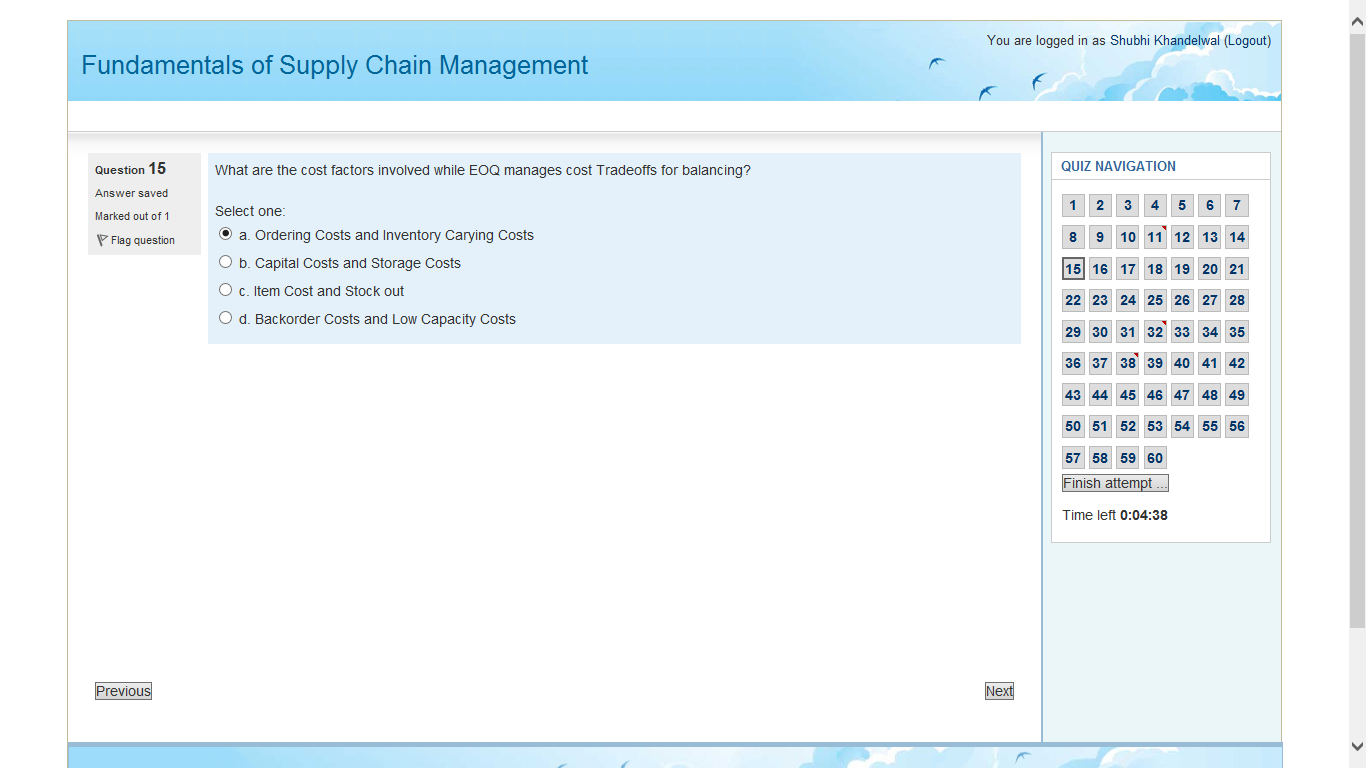 You are logged in as Shubhi Khandelwal (Logout)
Fundamentals of Supply Chain Management
Question 15
Answer saved
Marked out of 1
Flag question
What are the cost factors involved while EOQ manages cost Tradeoffs for balancing?
Select one:
a. Ordering Costs and Inventory Carying Costs
b. Capital Costs and Storage Costs
c. Item Cost and Stock out
d. Backorder Costs and Low Capacity Costs
Previous
Next
QUIZ NAVIGATION
1 2 3 4 5 6 7
8 9 10 11 12 13 14
15 16 17 18 19 20 21
22 23 24 25 26 27 28
29 30 31 32 33 34 35
36 37 38 39 40 41 42
43 44 45 46 47 48 49
50 51 52 53 54 55 56
57 58 59 60
Finish attempt ...
Time left 0:04:38